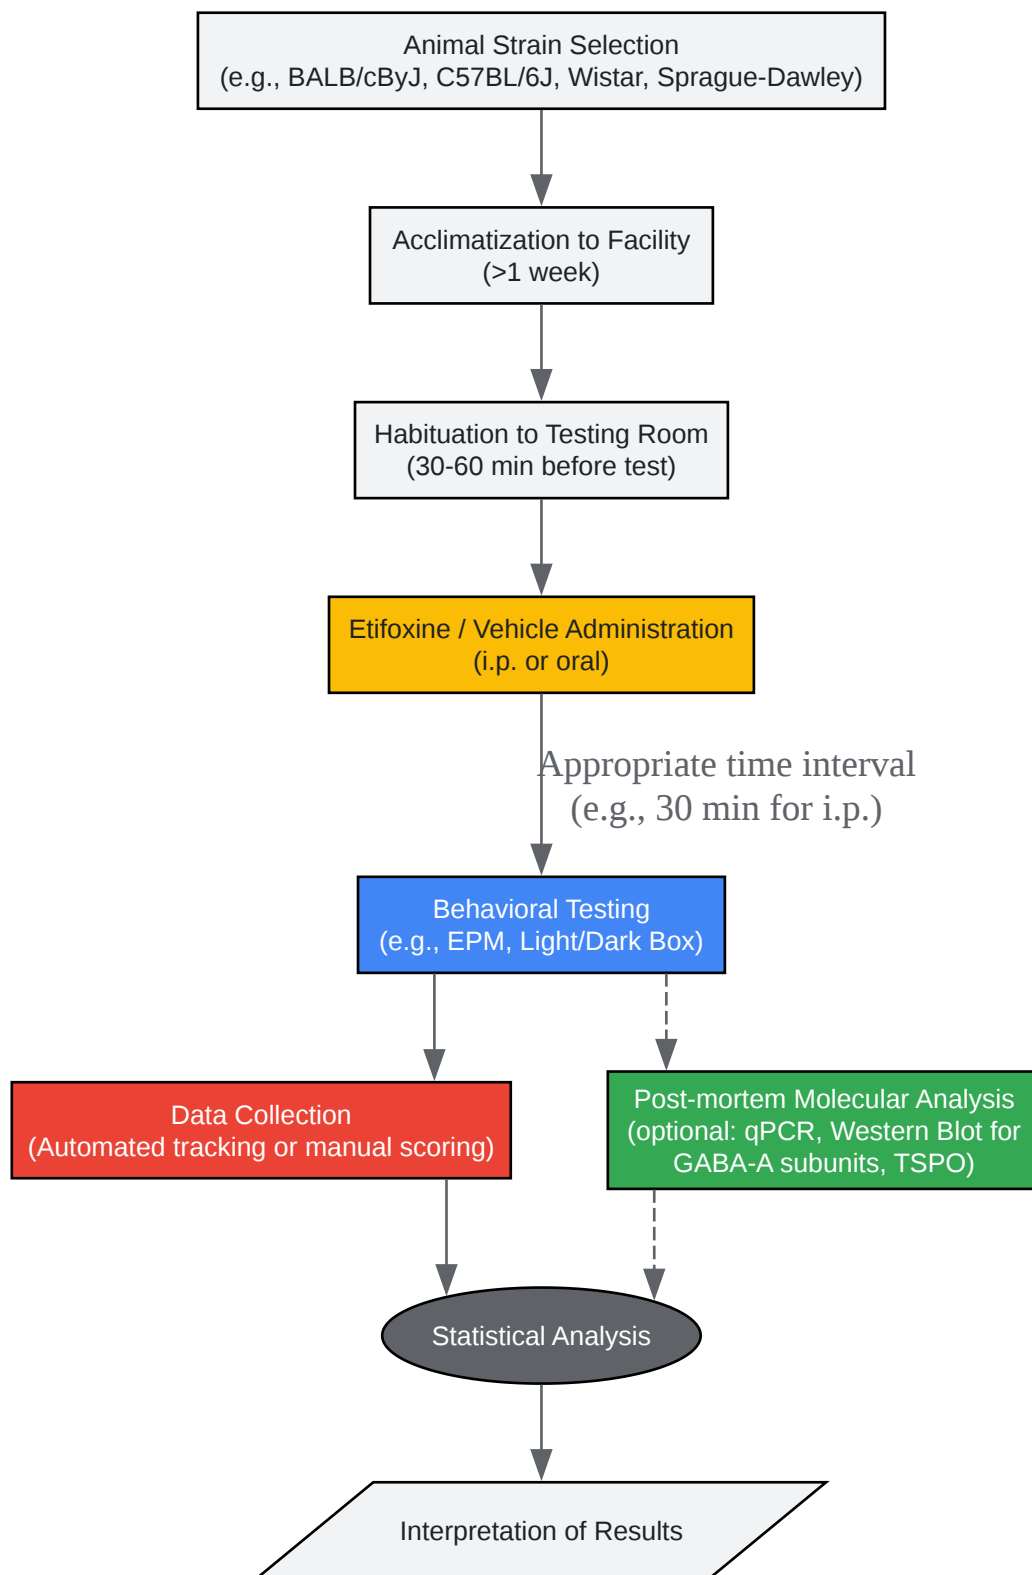 Animal Strain Selection
(e.g., BALB/cByJ, C57BL/6J, Wistar, Sprague-Dawley)
Acclimatization to Facility
(>1 week)
Habituation to Testing Room
(30-60 min before test)
Etifoxine / Vehicle Administration
(i.p. or oral)
Appropriate time interval
(e.g., 30 min for i.p.)
Behavioral Testing
(e.g., EPM, Light/Dark Box)
Data Collection
(Automated tracking or manual scoring)
Post-mortem Molecular Analysis
(optional: qPCR, Western Blot for
GABA-A subunits, TSPO)
Statistical Analysis
Interpretation of Results